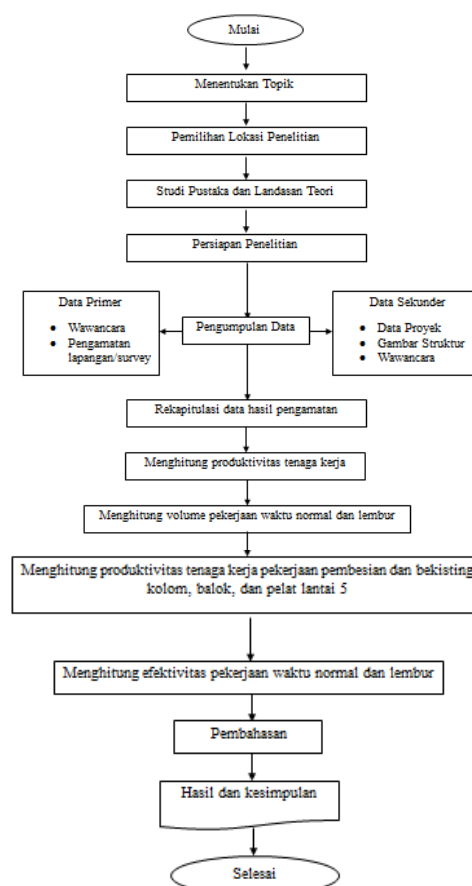 Mulai
Menentukan Topik
Pemilihan Lokasi Penelitian
Studi Pustaka dan Landasan Teori
Persiapan Penelitian
Data Primer
• Wawancara
• Pengamatan
lapangan/survey
Pengumpulan Data
Data Sekunder
• Data Proyek
• Gambar Struktur
• Wawancara
Rekapitulasi data hasil pengamatan
Menghitung produktivitas tenaga kerja
Menghitung volume pekerjaan waktu normal dan lembur
Menghitung produktivitas tenaga kerja pekerjaan pembesian dan bekisting
kolom, balok, dan pelat lantai 5
Menghitung efektivitas pekerjaan waktu normal dan lembur
Pembahasan
Hasil dan kesimpulan
Selesai